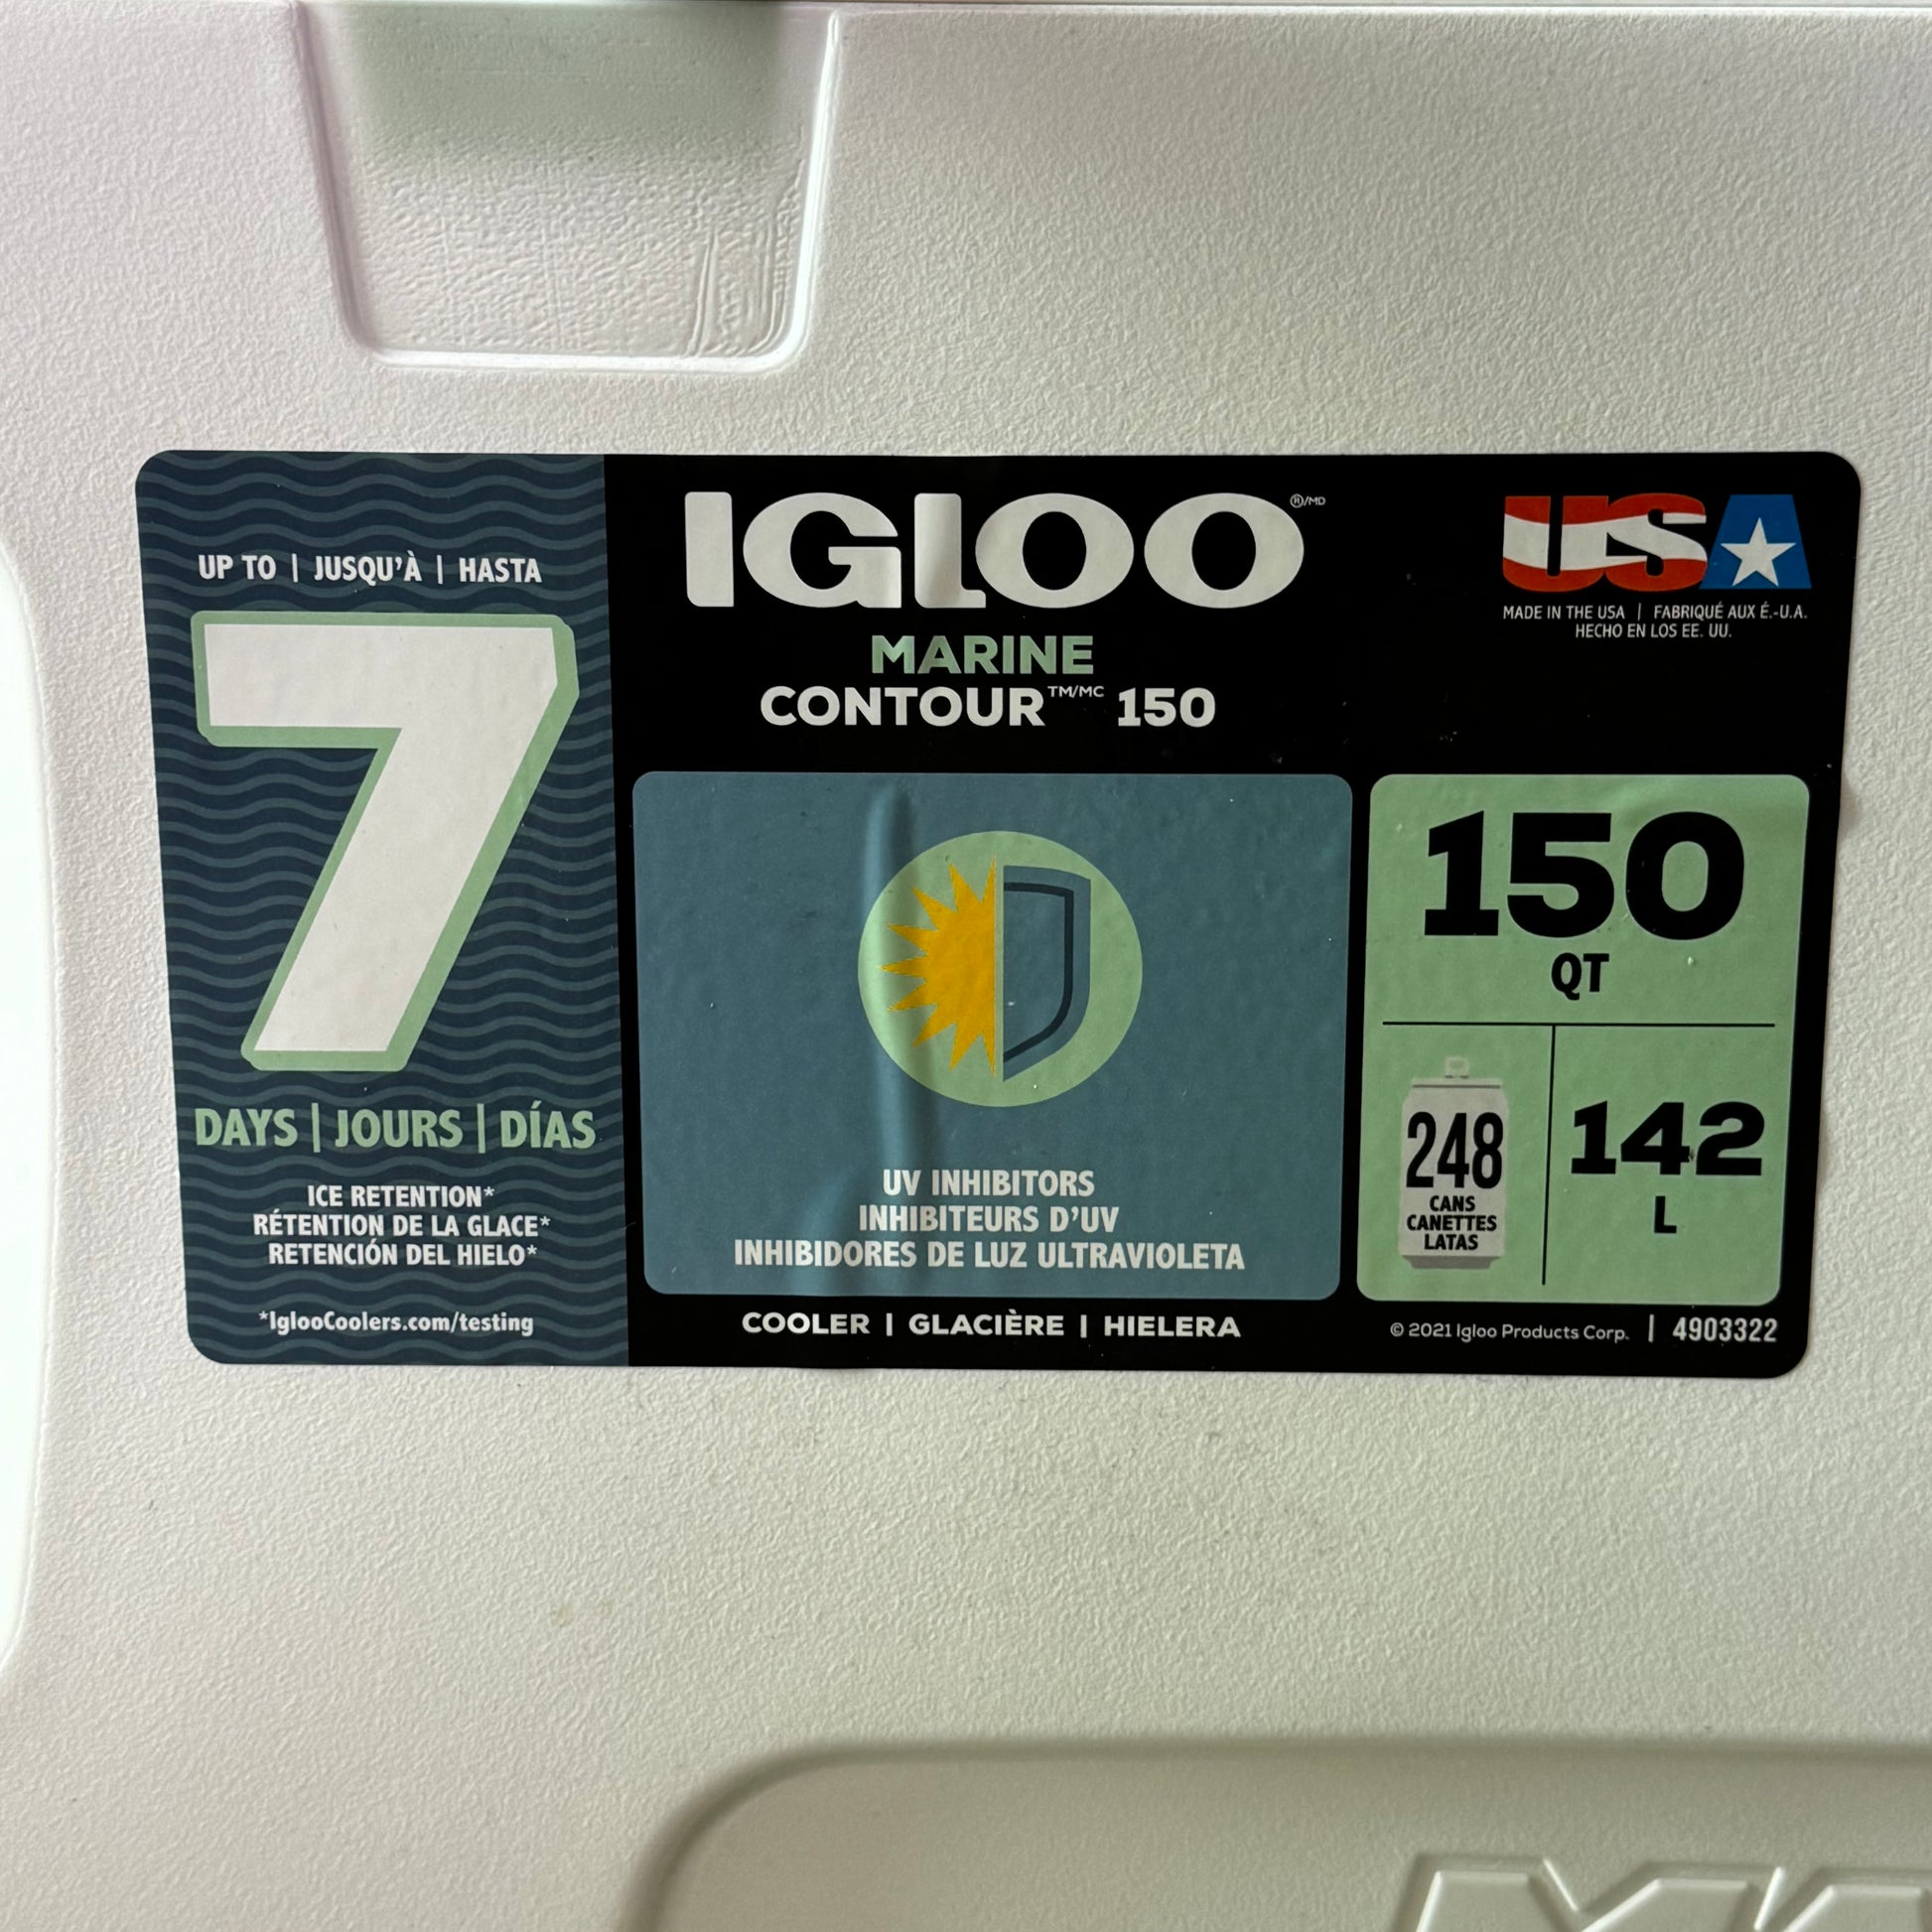 UP TO | JUSQU'À | HASTA
7
DAYS | JOURS | DÍAS
ICE RETENTION*
RÉTENTION DE LA GLACE*
RETENCIÓN DEL HIELO*
*IglooCoolers.com/testing
IGLOO®/MD
MARINE
CONTOUR™/MC 150
USA
MADE IN THE USA | FABRIQUÉ AUX É.-U.A.
HECHO EN LOS EE. UU.
UV INHIBITORS
INHIBITEURS D'UV
INHIBIDORES DE LUZ ULTRAVIOLETA
COOLER | GLACIÈRE | HIELERA
150
QT
248
CANS
CANETTES
LATAS
142
L
© 2021 Igloo Products Corp. | 4903322